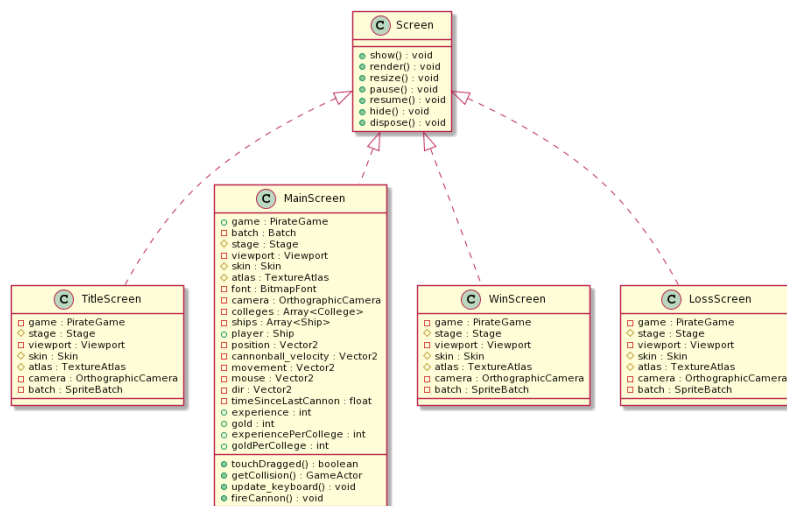 C Screen
show() : void
render() : void
resize() : void
pause() : void
resume() : void
hide() : void
dispose() : void
C MainScreen
game : PirateGame
batch : Batch
stage : Stage
viewport : Viewport
skin : Skin
atlas : TextureAtlas
font : BitmapFont
camera : OrthographicCamera
colleges : Array<College>
ships : Array<Ship>
player : Ship
position : Vector2
cannonball_velocity : Vector2
movement : Vector2
mouse : Vector2
dir : Vector2
timeSinceLastCannon : float
experience : int
gold : int
experiencePerCollege : int
goldPerCollege : int
touchDragged() : boolean
getCollision() : GameActor
update_keyboard() : void
fireCannon() : void
C TitleScreen
game : PirateGame
stage : Stage
viewport : Viewport
skin : Skin
atlas : TextureAtlas
camera : OrthographicCamera
batch : SpriteBatch
C WinScreen
game : PirateGame
stage : Stage
viewport : Viewport
skin : Skin
atlas : TextureAtlas
camera : OrthographicCamera
batch : SpriteBatch
C LossScreen
game : PirateGame
stage : Stage
viewport : Viewport
skin : Skin
atlas : TextureAtlas
camera : OrthographicCamera
batch : SpriteBatch